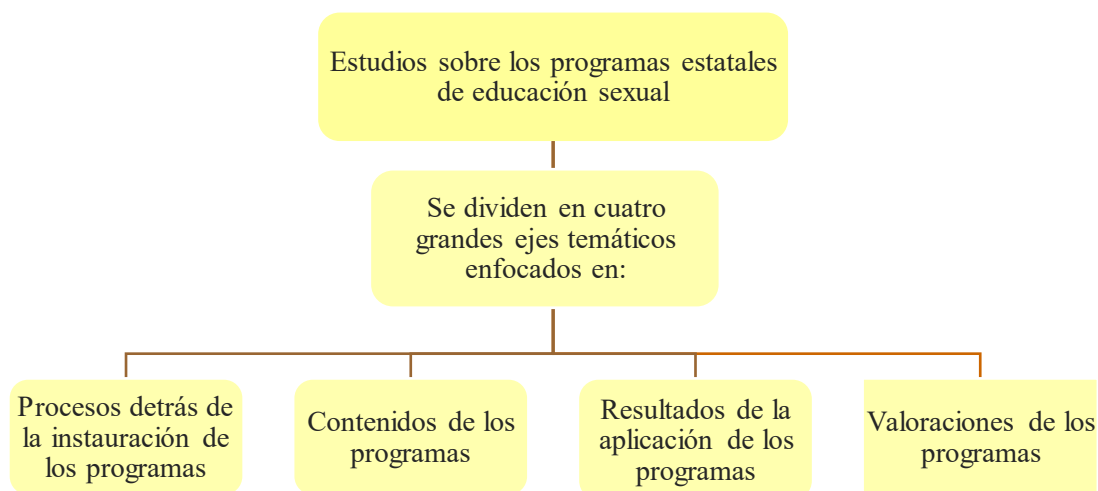 Estudios sobre los programas estatales
de educación sexual
Se dividen en cuatro
grandes ejes temáticos
enfocados en:
Procesos detrás de
la instauración de
los programas
Contenidos de los
programas
Resultados de la
aplicación de los
programas
Valoraciones de los
programas